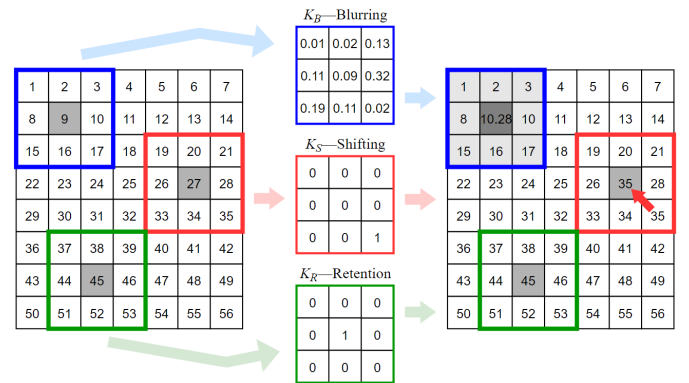 K_B—Blurring
0.01 0.02 0.13
0.11 0.09 0.32
0.19 0.11 0.02
1 2 3 4 5 6 7
8 9 10 11 12 13 14
15 16 17 18 19 20 21
22 23 24 25 26 27 28
29 30 31 32 33 34 35
36 37 38 39 40 41 42
43 44 45 46 47 48 49
50 51 52 53 54 55 56
K_S—Shifting
0 0 0
0 0 0
0 0 1
K_R—Retention
0 0 0
0 1 0
0 0 0
1 2 3 4 5 6 7
8 10.28 10 11 12 13 14
15 16 17 18 19 20 21
22 23 24 25 26 35 28
29 30 31 32 33 34 35
36 37 38 39 40 41 42
43 44 45 46 47 48 49
50 51 52 53 54 55 56